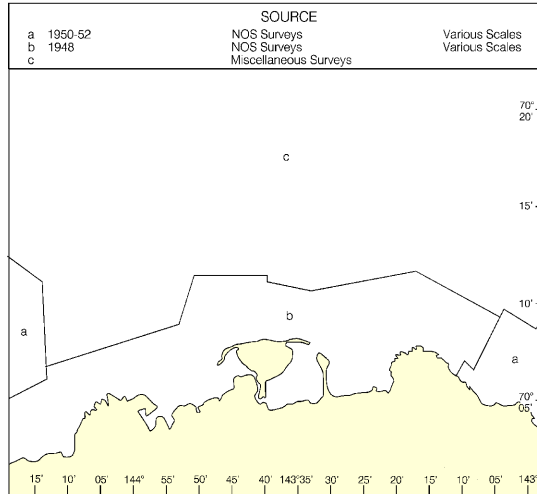 SOURCE
a 1950-52 NOS Surveys Various Scales
b 1948 NOS Surveys Various Scales
c Miscellaneous Surveys
70°
20'
c
15'
10'
b
a
a
70°
05'
15' 10' 05' 144° 55' 50' 45' 40' 143°35' 30' 25' 20' 15' 10' 05' 143°